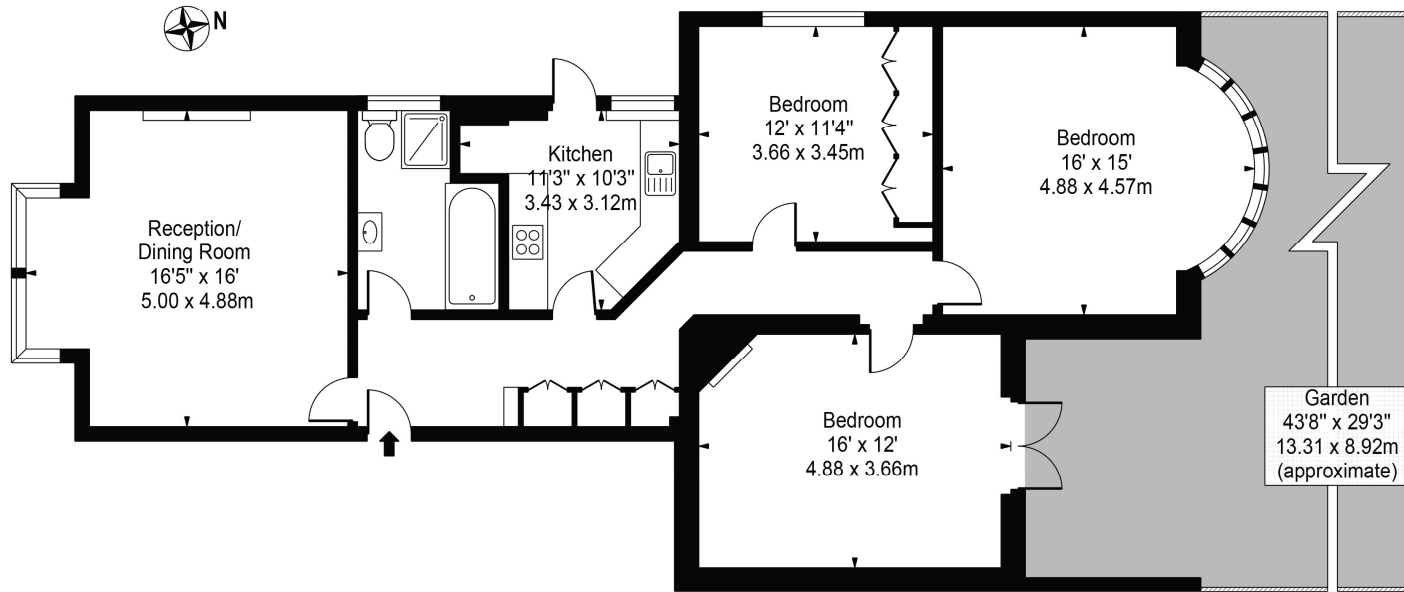 N
Reception/
Dining Room
16'5" x 16'
5.00 x 4.88m
Kitchen
11'3" x 10'3"
3.43 x 3.12m
Bedroom
12' x 11'4"
3.66 x 3.45m
Bedroom
16' x 15'
4.88 x 4.57m
Bedroom
16' x 12'
4.88 x 3.66m
Garden
43'8" x 29'3"
13.31 x 8.92m
(approximate)